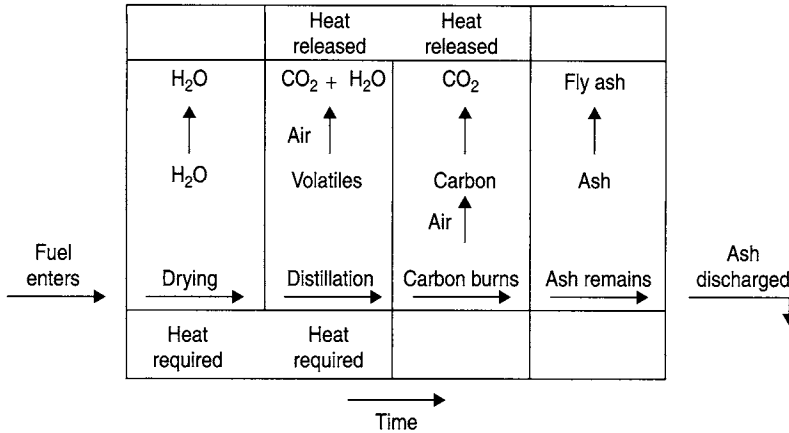 Heat released
Heat released
H₂O
CO₂ + H₂O
CO₂
Fly ash
Air
H₂O
Volatiles
Carbon
Ash
Air
Fuel enters
Drying
Distillation
Carbon burns
Ash remains
Ash discharged
Heat required
Heat required
Time